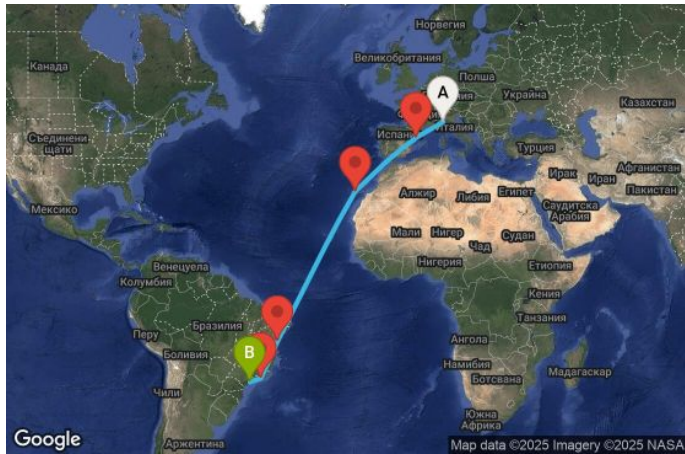 Норвегия
Канада
Великобритания
Полша
A
Украйна
Казахстан
Италия
Испания
Съединени
щати
Турция
Афганистан
Ирак
Иран
Пакистан
Алжир
Либия
Египет
Саудитска
Арабия
Мексико
Мали
Нигер
Чад
Судан
Нигерия
Етиопия
Венецуела
Колумбия
Кения
Танзания
Бразилия
Перу
B
Боливия
Ангола
Намибия
Ботсвана
Мадагаскар
Чили
Южна
Африка
Аржентина
Google
Map data ©2025 Imagery ©2025 NASA